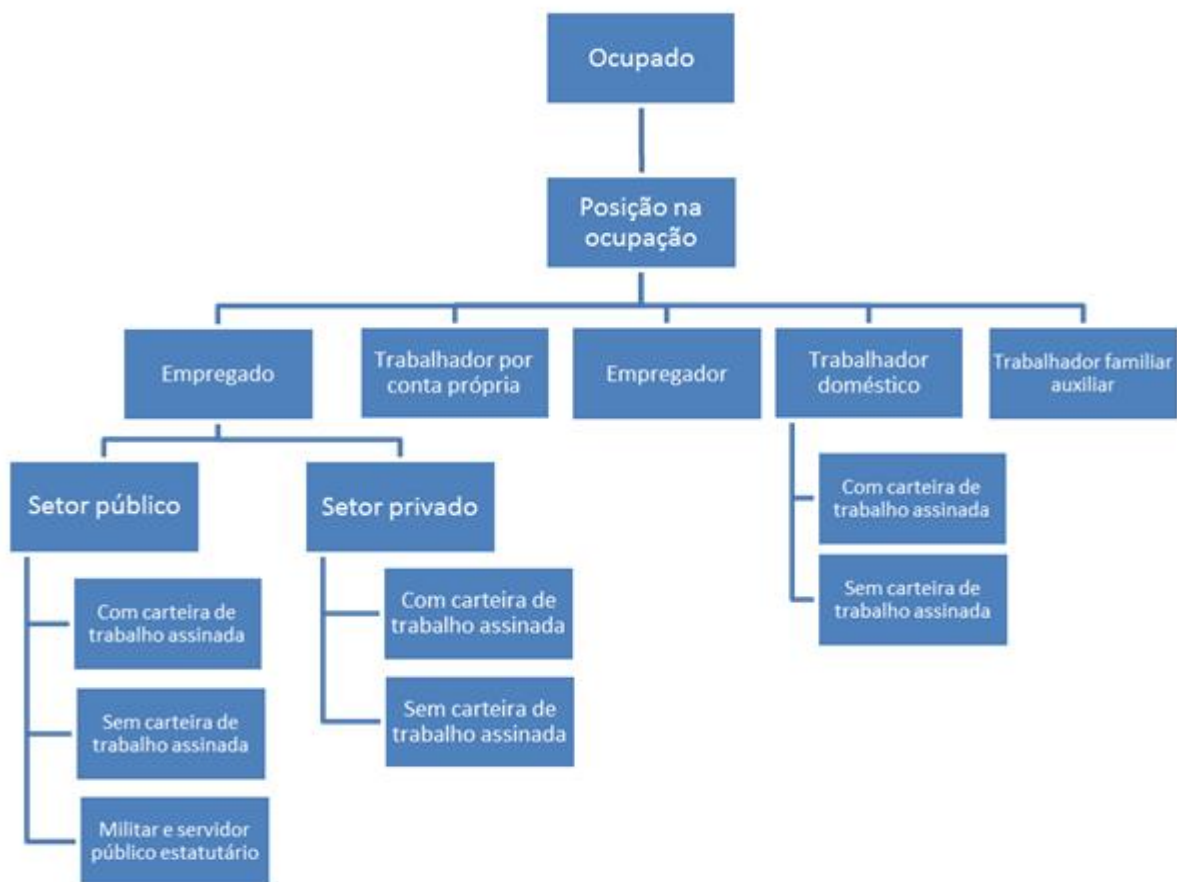 Ocupado
Posição na
ocupação
Empregado
Trabalhador por
conta própria
Empregador
Trabalhador
doméstico
Trabalhador familiar
auxiliar
Setor público
Setor privado
Com carteira de
trabalho assinada
Sem carteira de
trabalho assinada
Militar e servidor
público estatutário
Com carteira de
trabalho assinada
Sem carteira de
trabalho assinada
Com carteira de
trabalho assinada
Sem carteira de
trabalho assinada